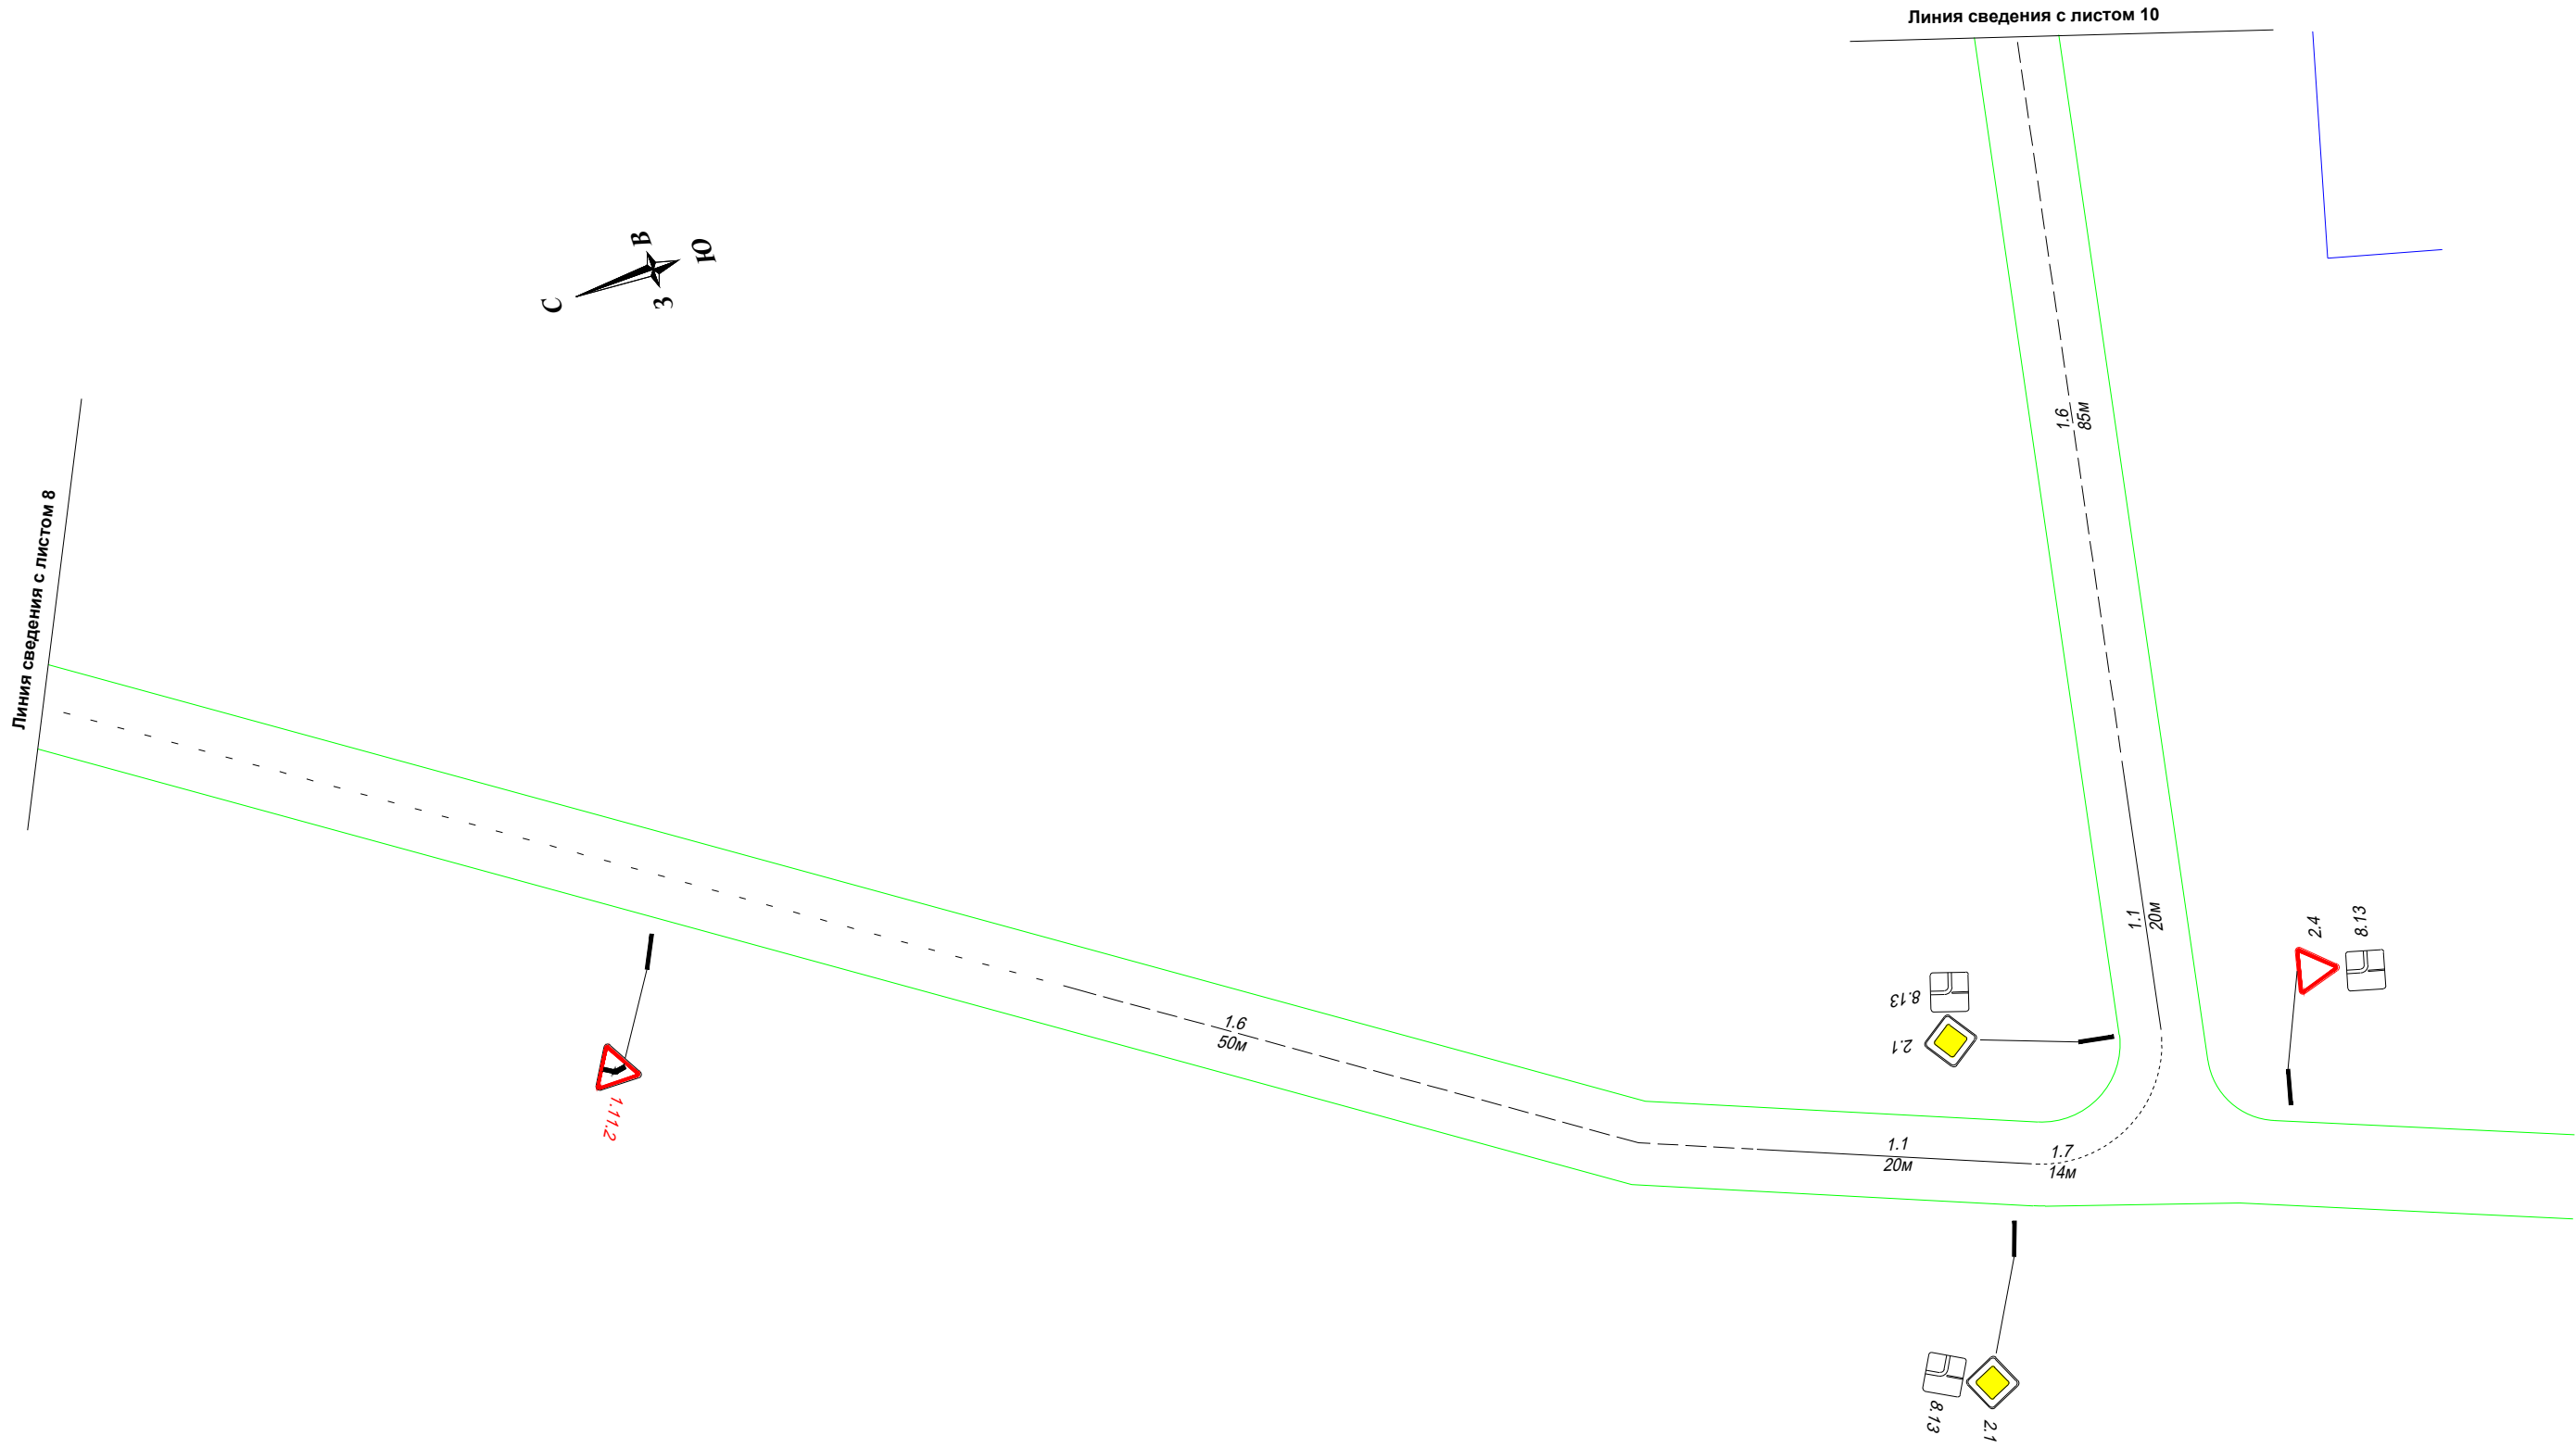 Линия сведения с листом 10
В
Ю
С
З
1.6
85м
Линия сведения с листом 8
1.1
20м
2.4
8.13
8.13
2.1
1.6
50м
1.11.2
1.1
20м
1.7
14м
8.13
2.1